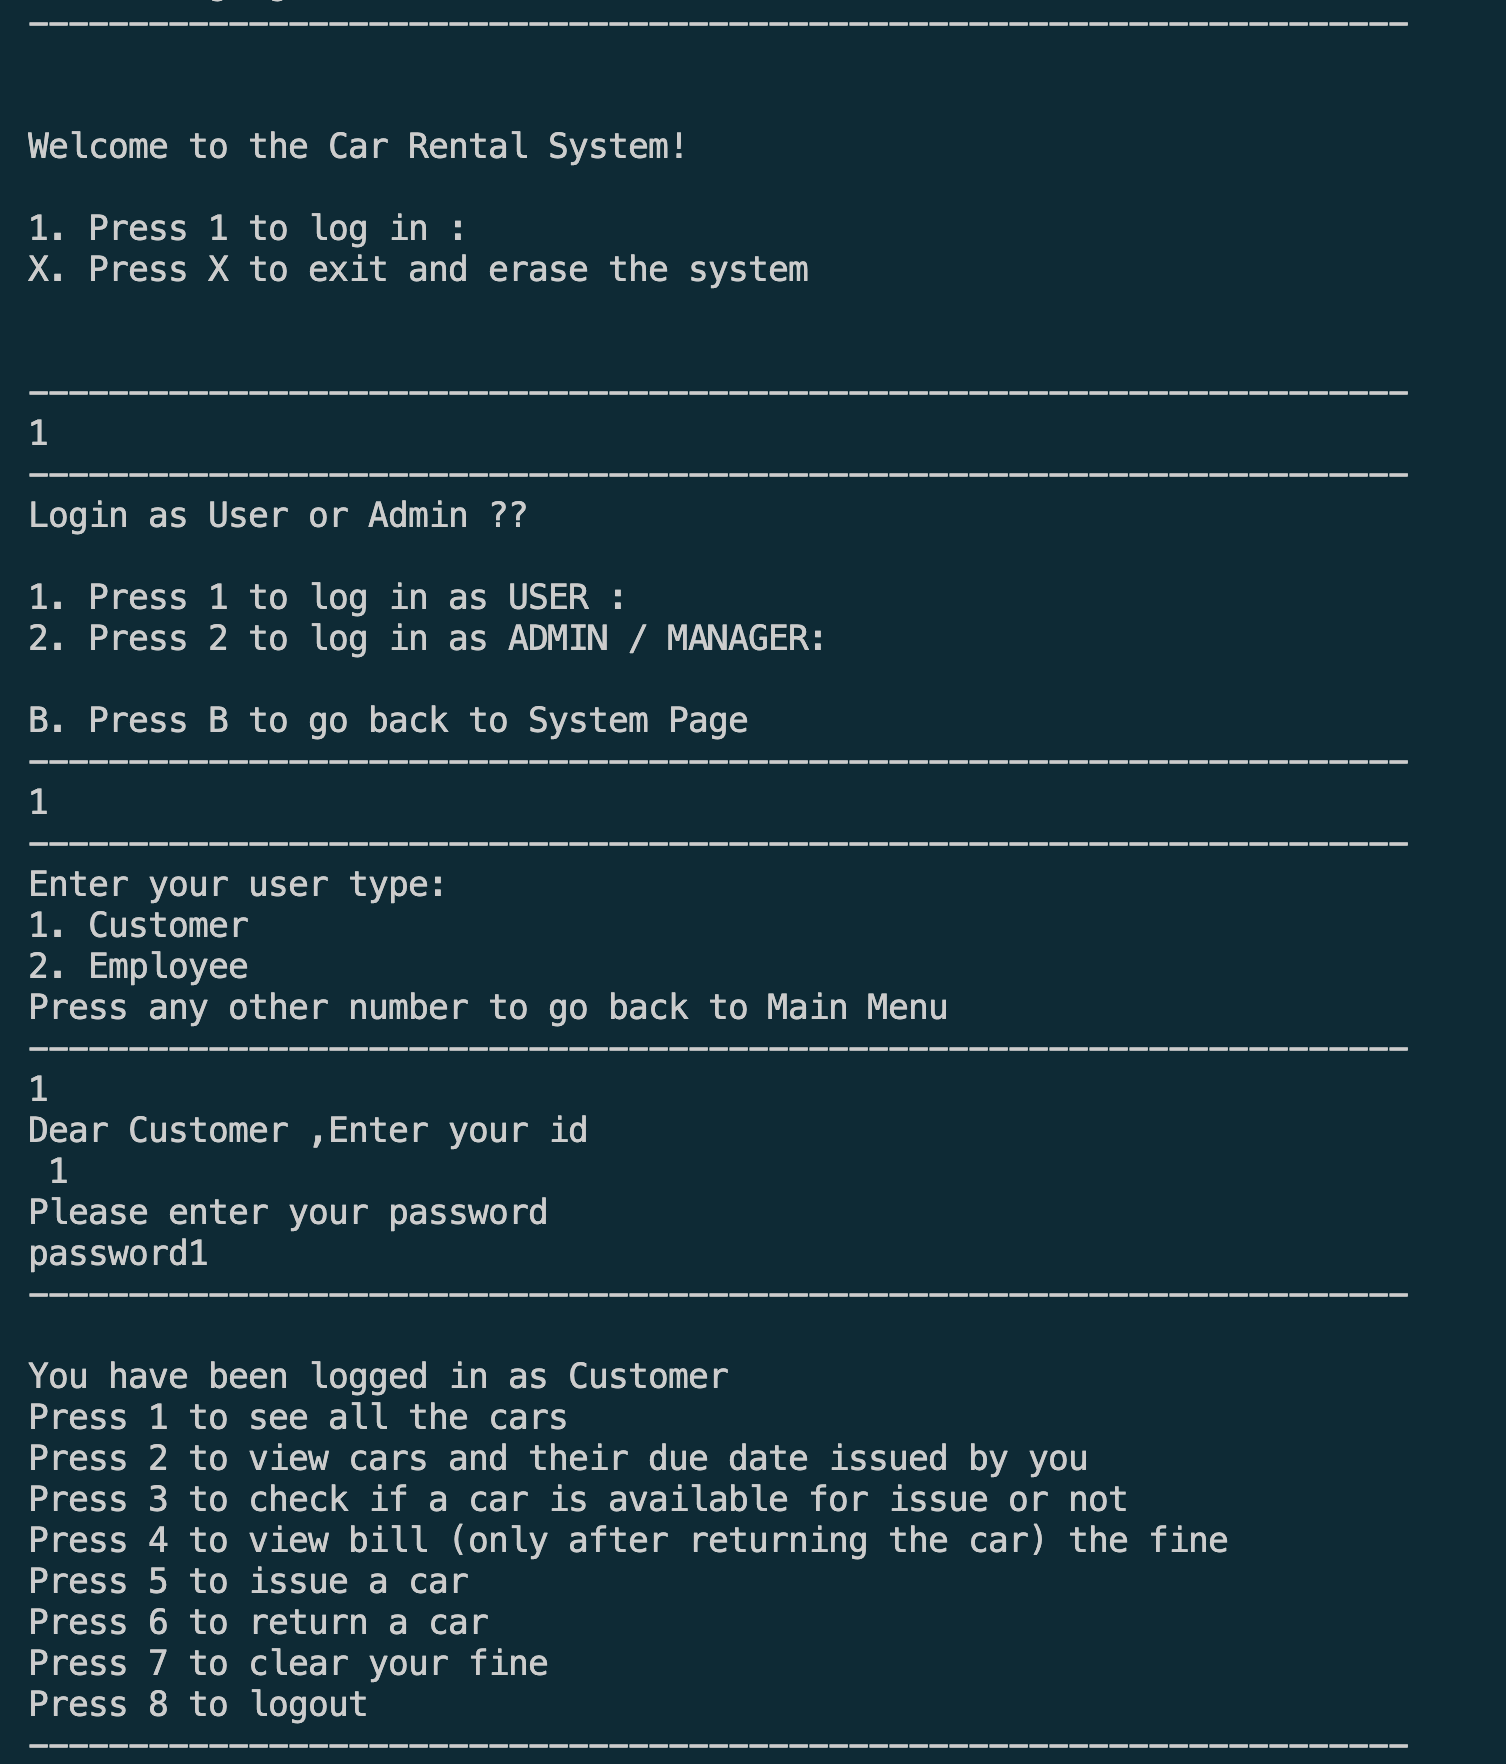 --------------------------------------------------------------------
Welcome to the Car Rental System!
1. Press 1 to log in :
X. Press X to exit and erase the system
---------------------------------------------------------------------
1
---------------------------------------------------------------------
Login as User or Admin ??
1. Press 1 to log in as USER :
2. Press 2 to log in as ADMIN / MANAGER:
B. Press B to go back to System Page
---------------------------------------------------------------------
1
---------------------------------------------------------------------
Enter your user type:
1. Customer
2. Employee
Press any other number to go back to Main Menu
---------------------------------------------------------------------
1
Dear Customer ,Enter your id
 1
Please enter your password
password1
---------------------------------------------------------------------
You have been logged in as Customer
Press 1 to see all the cars
Press 2 to view cars and their due date issued by you
Press 3 to check if a car is available for issue or not
Press 4 to view bill (only after returning the car) the fine
Press 5 to issue a car
Press 6 to return a car
Press 7 to clear your fine
Press 8 to logout
---------------------------------------------------------------------